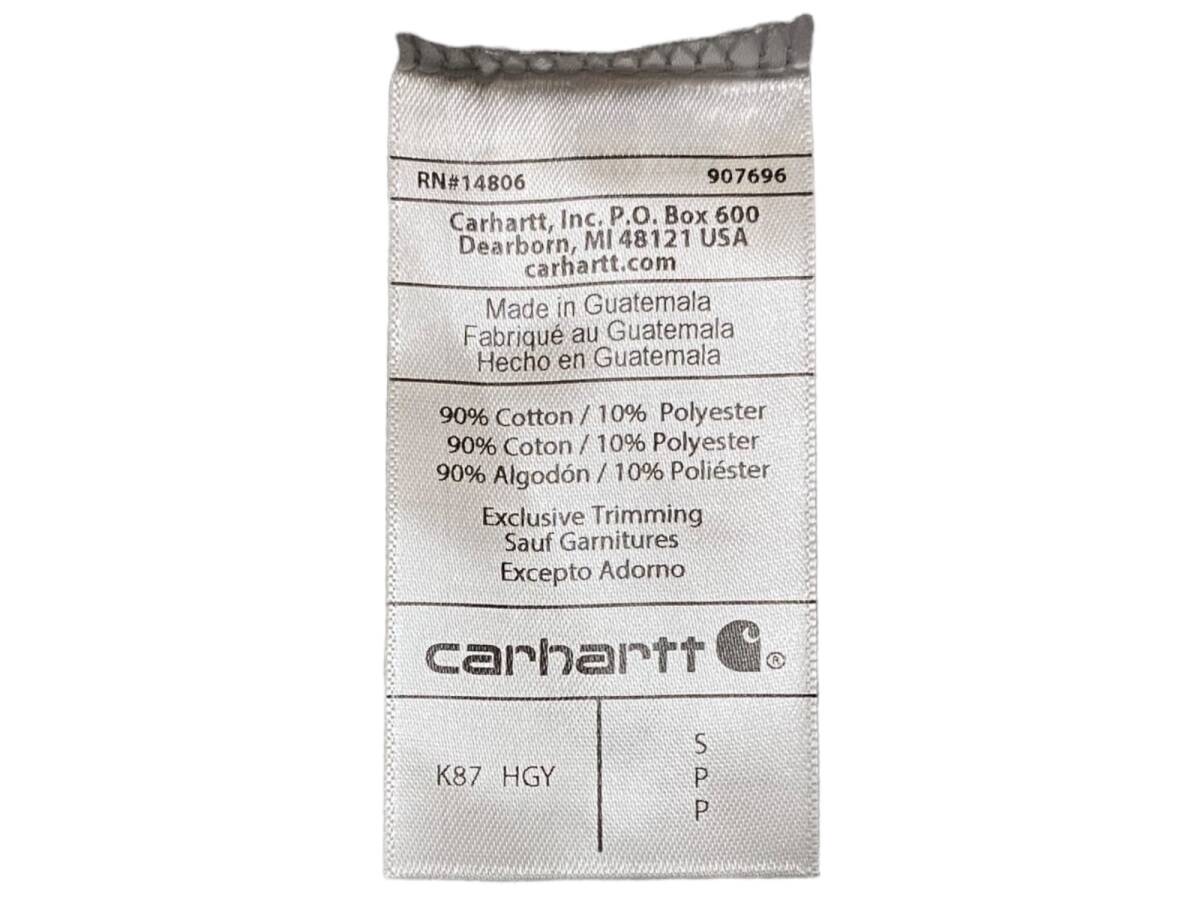 RN#14806 907696
Carhartt, Inc. P.O. Box 600
Dearborn, MI 48121 USA
carhartt.com
Made in Guatemala
Fabriqué au Guatemala
Hecho en Guatemala
90% Cotton / 10% Polyester
90% Coton / 10% Polyester
90% Algodón / 10% Poliéster
Exclusive Trimming
Sauf Garnitures
Excepto Adorno
carhartt ®
K87 HGY
S
P
P